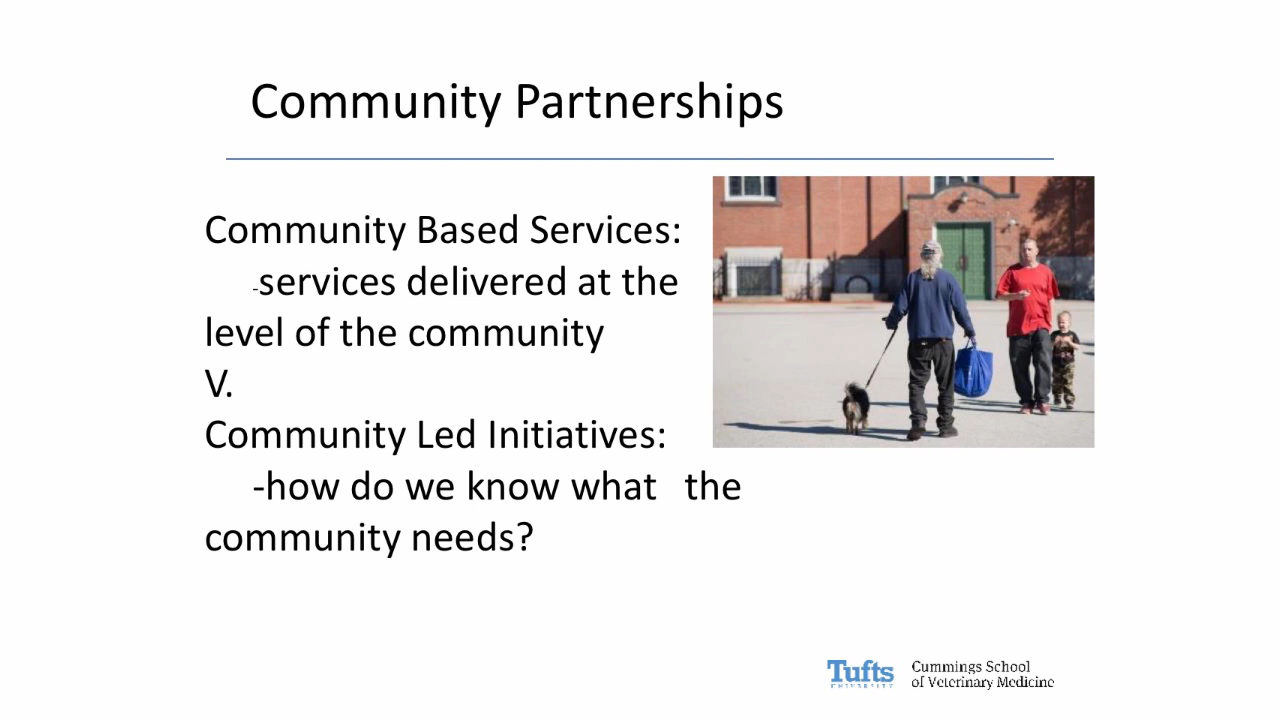 Community Partnerships
Community Based Services:
-services delivered at the
level of the community
V.
Community Led Initiatives:
-how do we know what the
community needs?
Tufts
UNIVERSITY
Cummings School
of Veterinary Medicine